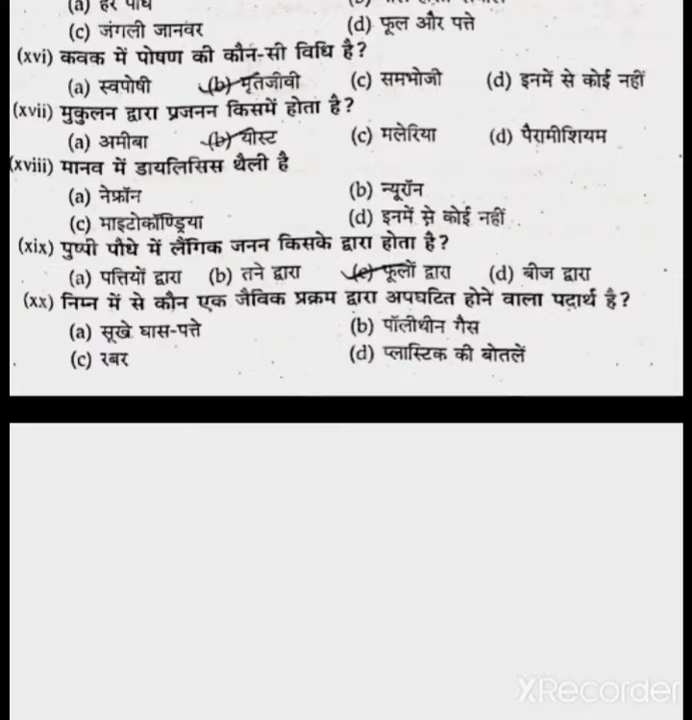 (a) हरे पौधे
(c) जंगली जानवर (d) फूल और पत्ते
(xvi) कवक में पोषण की कौन-सी विधि है?
(a) स्वपोषी (b) मृतजीवी (c) समभोजी (d) इनमें से कोई नहीं
(xvii) मुकुलन द्वारा प्रजनन किसमें होता है?
(a) अमीबा (b) यीस्ट (c) मलेरिया (d) पैरामीशियम
(xviii) मानव में डायलिसिस थैली है
(a) नेफ्रॉन (b) न्यूरॉन
(c) माइटोकॉण्ड्रिया (d) इनमें से कोई नहीं
(xix) पुष्पी पौधे में लैंगिक जनन किसके द्वारा होता है?
(a) पत्तियों द्वारा (b) तने द्वारा (c) फूलों द्वारा (d) बीज द्वारा
(xx) निम्न में से कौन एक जैविक प्रक्रम द्वारा अपघटित होने वाला पदार्थ है?
(a) सूखे घास-पत्ते (b) पॉलीथीन गैस
(c) रबर (d) प्लास्टिक की बोतलें
XRecorder